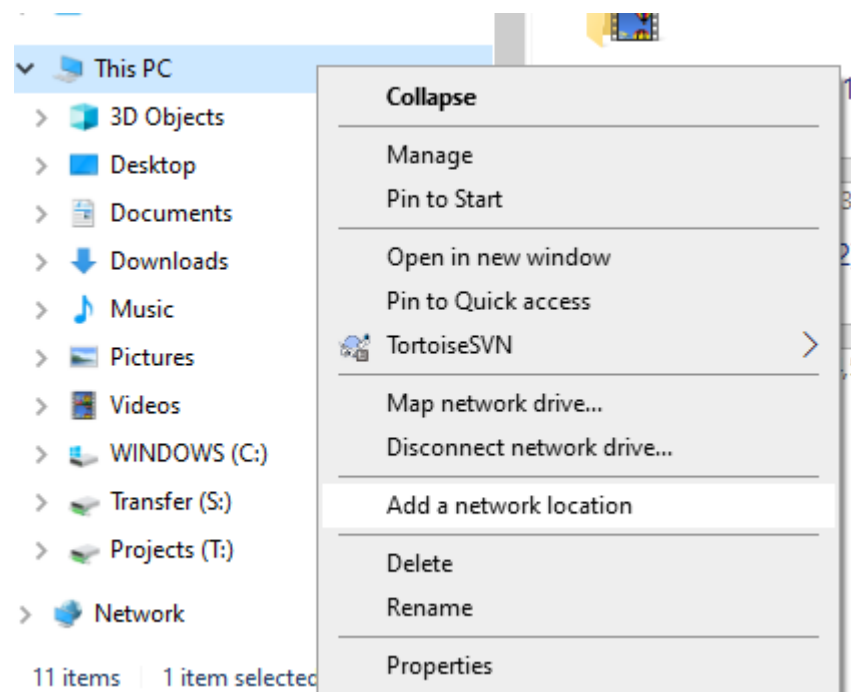 This PC
3D Objects
Desktop
Documents
Downloads
Music
Pictures
Videos
WINDOWS (C:)
Transfer (S:)
Projects (T:)
Network
11 items
1 item selected
Collapse
Manage
Pin to Start
Open in new window
Pin to Quick access
TortoiseSVN
Map network drive...
Disconnect network drive...
Add a network location
Delete
Rename
Properties